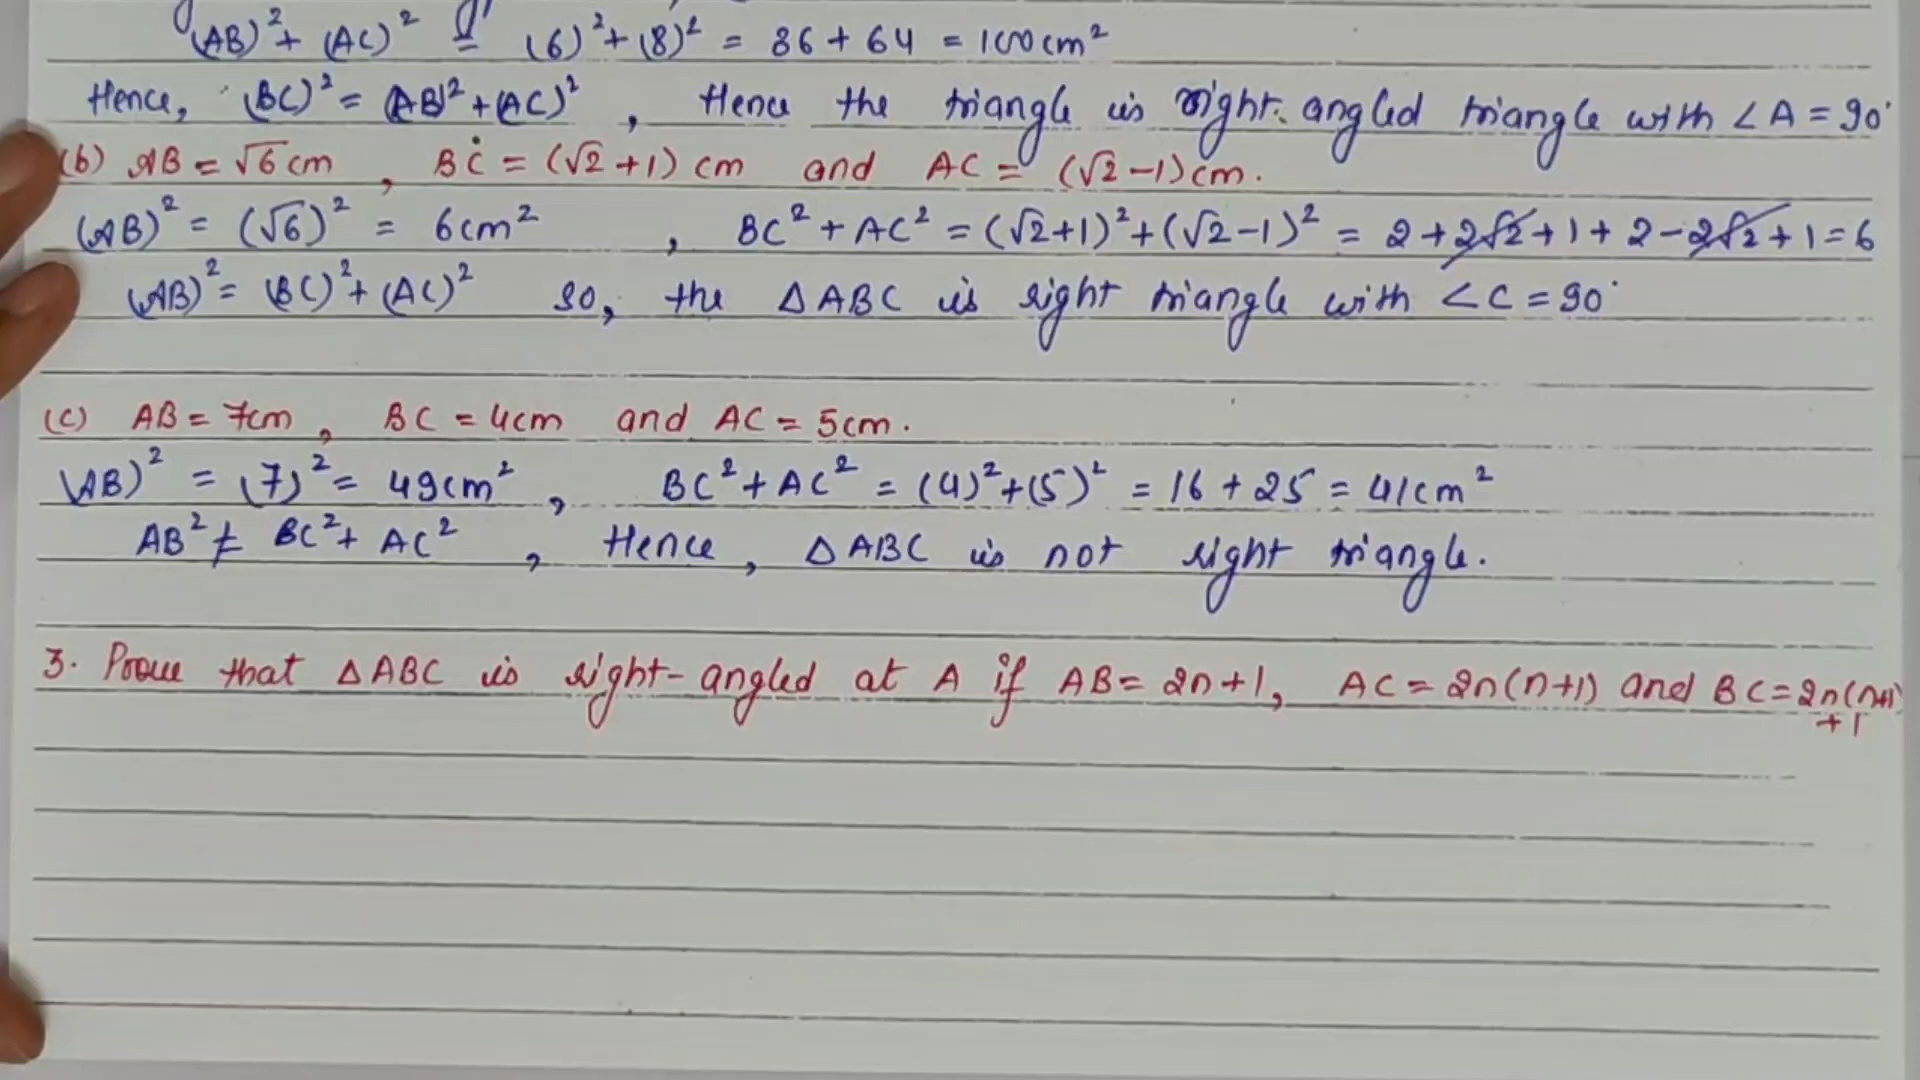 (AB)² + (AC)² = (6)² + (8)² = 36 + 64 = 100 cm²
Hence, (BC)² = (AB)² + (AC)² , Hence the triangle is right-angled triangle with ∠A = 90°
(b) AB = √6 cm , BC = (√2 + 1) cm and AC = (√2 - 1) cm.
(AB)² = (√6)² = 6 cm² , BC² + AC² = (√2+1)² + (√2-1)² = 2 + 2√2 + 1 + 2 - 2√2 + 1 = 6
(AB)² = (BC)² + (AC)² so, the △ABC is right triangle with ∠C = 90°
(c) AB = 7cm , BC = 4cm and AC = 5cm.
(AB)² = (7)² = 49cm² , BC² + AC² = (4)² + (5)² = 16 + 25 = 41cm²
AB² ≠ BC² + AC² , Hence , △ABC is not right triangle.
3. Prove that △ABC is right-angled at A if AB = 2n+1, AC = 2n(n+1) and BC = 2n(n+1)
+1